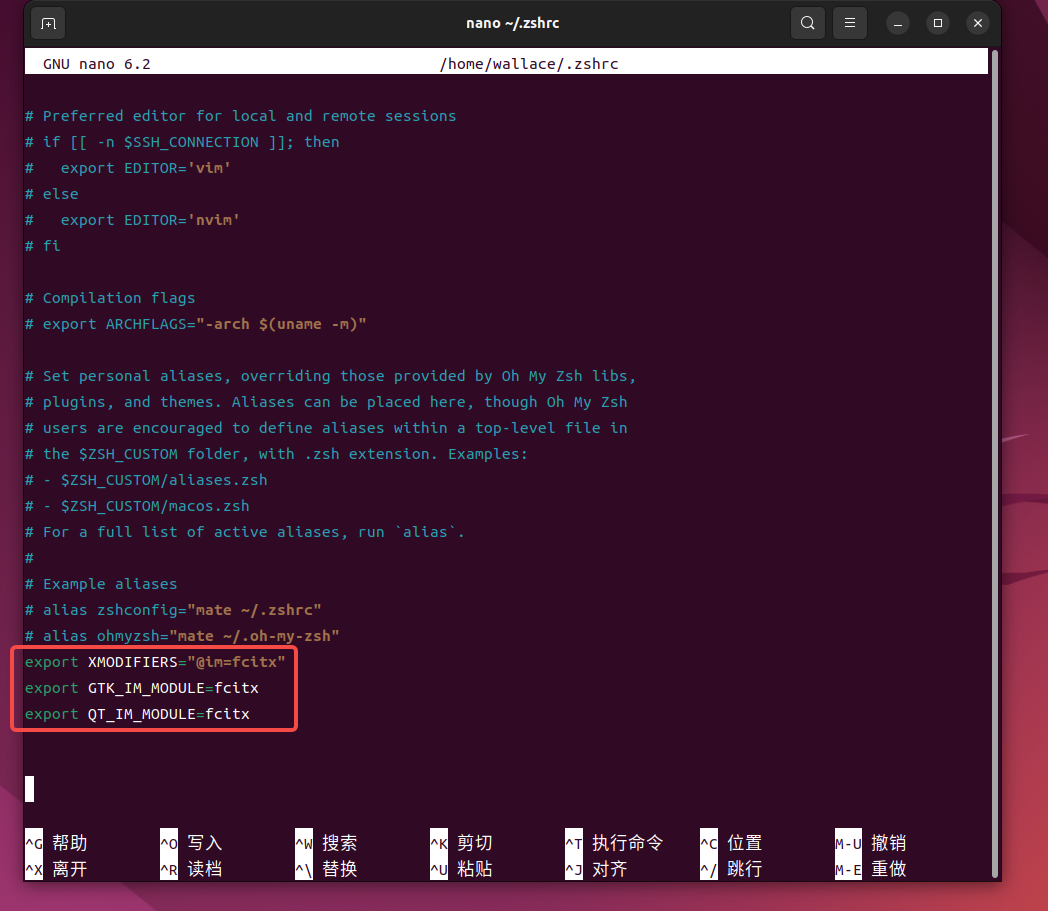 nano ~/.zshrc
GNU nano 6.2 /home/wallace/.zshrc
# Preferred editor for local and remote sessions
# if [[ -n $SSH_CONNECTION ]]; then
#   export EDITOR='vim'
# else
#   export EDITOR='nvim'
# fi
# Compilation flags
# export ARCHFLAGS="-arch $(uname -m)"
# Set personal aliases, overriding those provided by Oh My Zsh libs,
# plugins, and themes. Aliases can be placed here, though Oh My Zsh
# users are encouraged to define aliases within a top-level file in
# the $ZSH_CUSTOM folder, with .zsh extension. Examples:
# - $ZSH_CUSTOM/aliases.zsh
# - $ZSH_CUSTOM/macos.zsh
# For a full list of active aliases, run `alias`.
#
# Example aliases
# alias zshconfig="mate ~/.zshrc"
# alias ohmyzsh="mate ~/.oh-my-zsh"
export XMODIFIERS="@im=fcitx"
export GTK_IM_MODULE=fcitx
export QT_IM_MODULE=fcitx
^G 帮助 ^O 写入 ^W 搜索 ^K 剪切 ^T 执行命令 ^C 位置 M-U 撤销
^X 离开 ^R 读档 ^\ 替换 ^U 粘贴 ^J 对齐 ^/ 跳行 M-E 重做